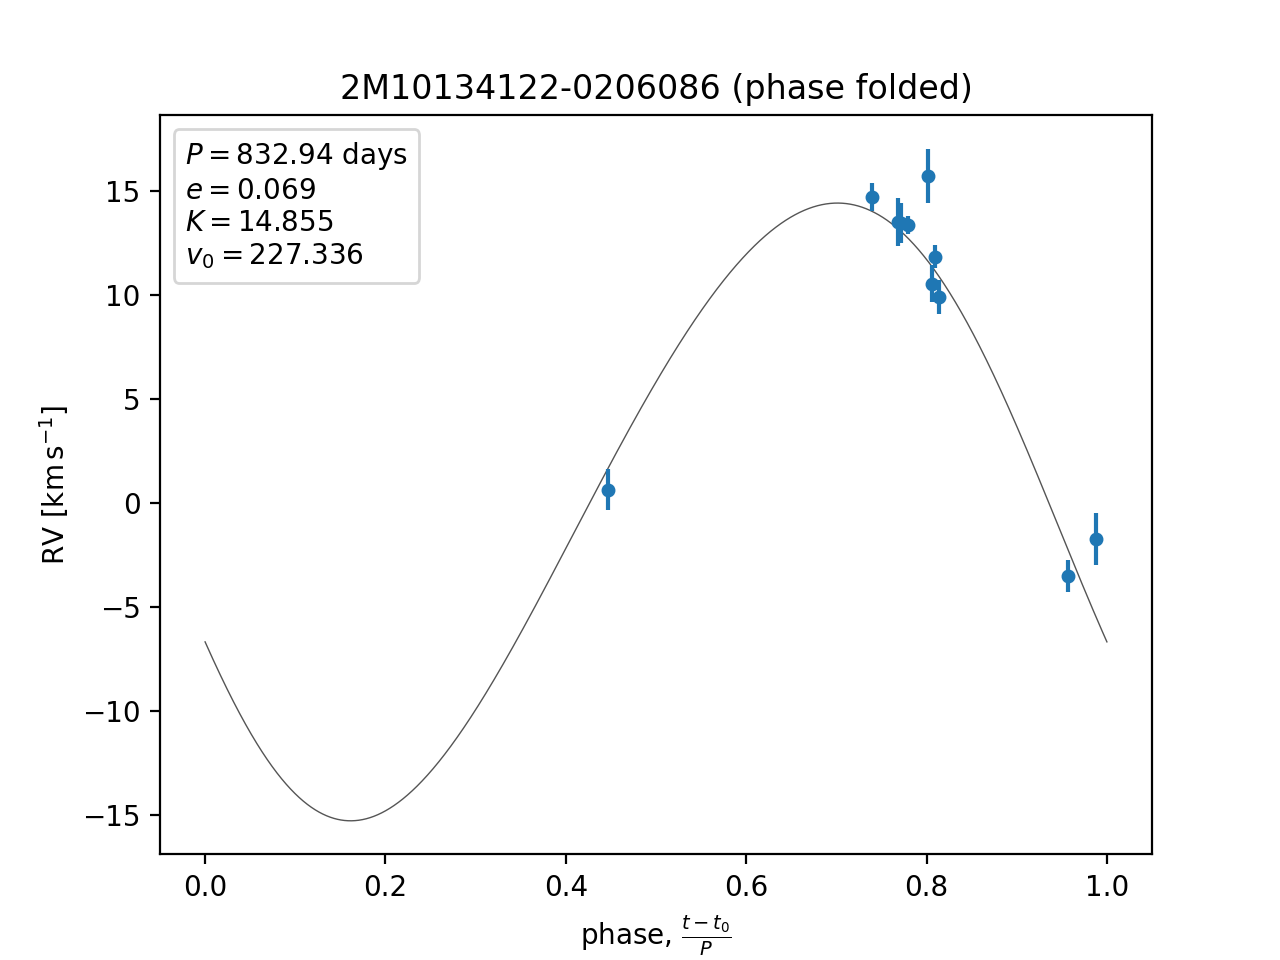 2M10134122-0206086 (phase folded)
P = 832.94 days
e = 0.069
K = 14.855
v₀ = 227.336
15
10
5
0
−5
−10
−15
RV [km s⁻¹]
0.0 0.2 0.4 0.6 0.8 1.0
phase, (t − t₀)/P